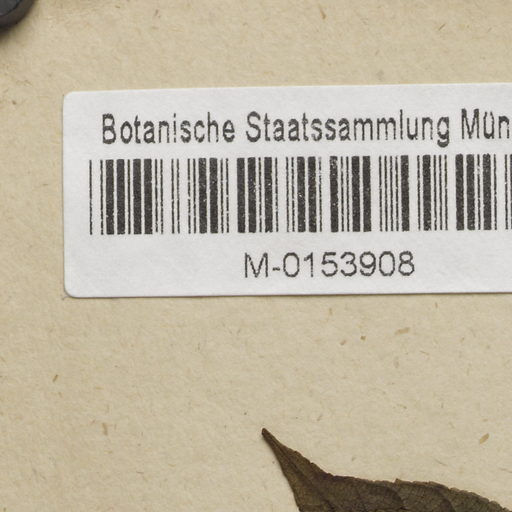 Botanische Staatssammlung Mün
M-0153908